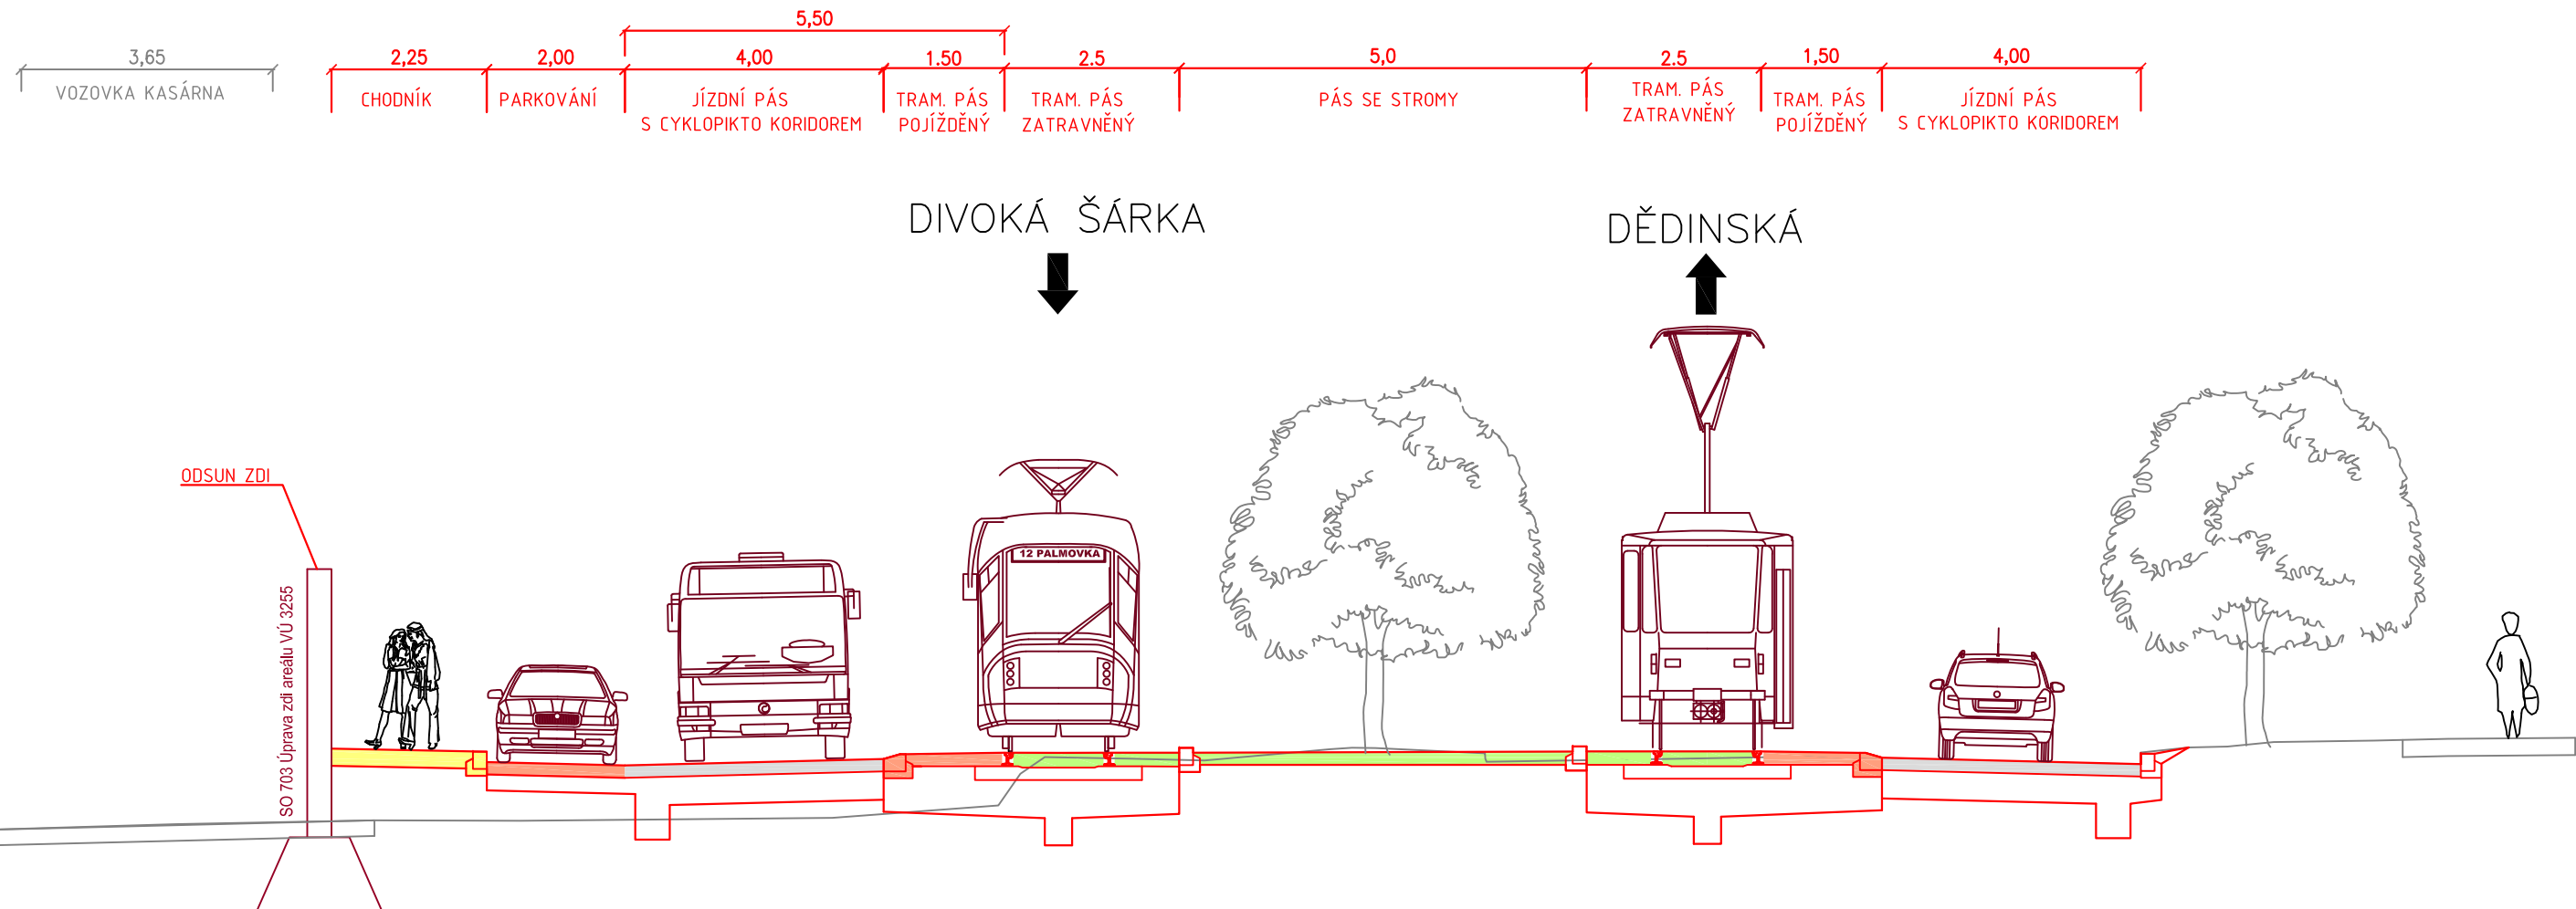 5,50
3,65
2,25
2,00
4,00
1.50
2.5
5,0
2.5
1,50
4,00
VOZOVKA KASÁRNA
CHODNÍK
PARKOVÁNÍ
JÍZDNÍ PÁS
S CYKLOPIKTO KORIDOREM
TRAM. PÁS
POJÍŽDĚNÝ
TRAM. PÁS
ZATRAVNĚNÝ
PÁS SE STROMY
TRAM. PÁS
ZATRAVNĚNÝ
TRAM. PÁS
POJÍŽDĚNÝ
JÍZDNÍ PÁS
S CYKLOPIKTO KORIDOREM
DIVOKÁ ŠÁRKA
DĚDINSKÁ
ODSUN ZDI
SO 703 Úprava zdi areálu VÚ 3255
12 PALMOVKA